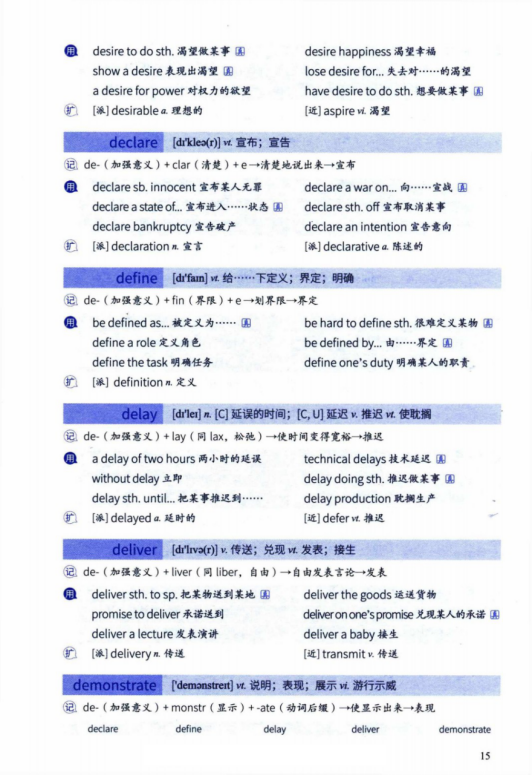 用 desire to do sth. 渴望做某事 真 desire happiness 渴望幸福
show a desire 表现出渴望 真 lose desire for... 失去对……的渴望
a desire for power 对权力的欲望 have desire to do sth. 想要做某事 真
扩 [派] desirable a. 理想的 [近] aspire vi. 渴望
declare [dɪˈkleə(r)] vt. 宣布；宣告
记 de-（加强意义）+ clar（清楚）+ e→清楚地说出来→宣布
用 declare sb. innocent 宣布某人无罪 declare a war on... 向……宣战 真
declare a state of... 宣布进入……状态 真 declare sth. off 宣布取消某事
declare bankruptcy 宣告破产 declare an intention 宣告意向
扩 [派] declaration n. 宣言 [派] declarative a. 陈述的
define [dɪˈfaɪn] vt. 给……下定义；界定；明确
记 de-（加强意义）+ fin（界限）+ e→划界限→界定
用 be defined as... 被定义为…… 真 be hard to define sth. 很难定义某物 真
define a role 定义角色 be defined by... 由……界定 真
define the task 明确任务 define one's duty 明确某人的职责
扩 [派] definition n. 定义
delay [dɪˈleɪ] n. [C] 延误的时间；[C, U] 延迟 v. 推迟 vt. 使耽搁
记 de-（加强意义）+ lay（同 lax，松弛）→使时间变得宽裕→推迟
用 a delay of two hours 两小时的延误 technical delays 技术延迟 真
without delay 立即 delay doing sth. 推迟做某事 真
delay sth. until... 把某事推迟到…… delay production 耽搁生产
扩 [派] delayed a. 延时的 [近] defer vt. 推迟
deliver [dɪˈlɪvə(r)] v. 传送；兑现 vt. 发表；接生
记 de-（加强意义）+ liver（同 liber，自由）→自由发表言论→发表
用 deliver sth. to sp. 把某物送到某地 真 deliver the goods 运送货物
promise to deliver 承诺送到 deliver on one's promise 兑现某人的承诺 真
deliver a lecture 发表演讲 deliver a baby 接生
扩 [派] delivery n. 传送 [近] transmit v. 传送
demonstrate [ˈdemənstreɪt] vt. 说明；表现；展示 vi. 游行示威
记 de-（加强意义）+ monstr（显示）+ -ate（动词后缀）→使显示出来→表现
declare define delay deliver demonstrate
15